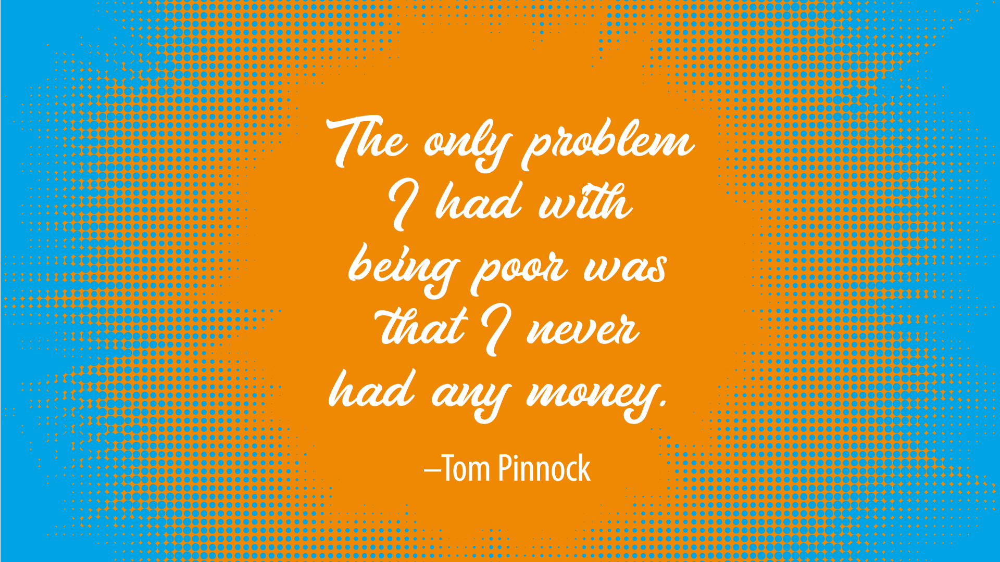 The only problem
I had with
being poor was
that I never
had any money.
–Tom Pinnock